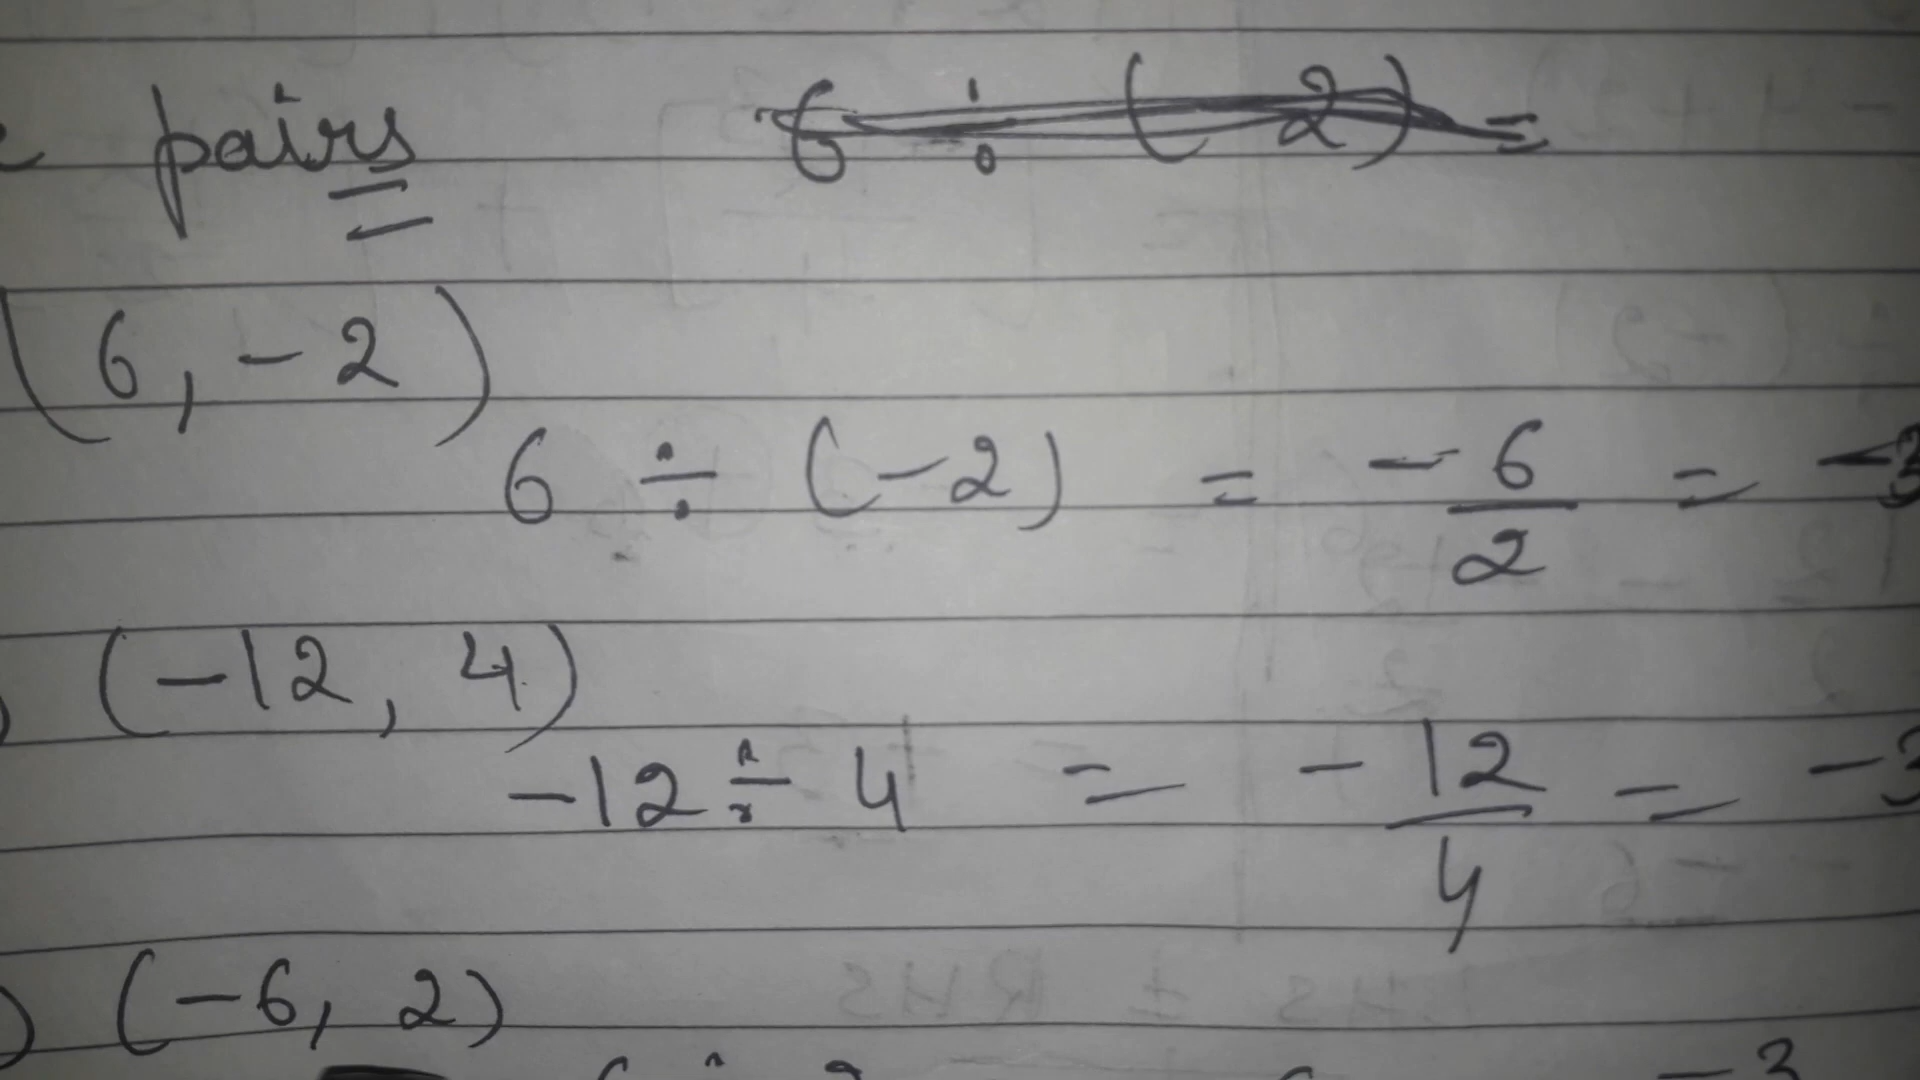 pairs 6 ÷ (-2) =
(6, -2)
6 ÷ (-2) = -6/2 = -3
(-12, 4)
-12 ÷ 4 = -12/4 = -3
(-6, 2)
-3